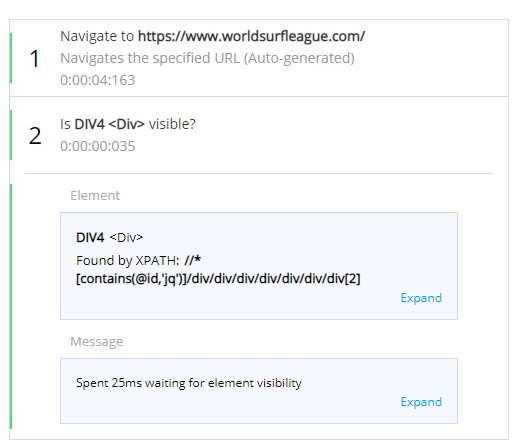 1
Navigate to https://www.worldsurfleague.com/
Navigates the specified URL (Auto-generated)
0:00:04:163
2
Is DIV4 <Div> visible?
0:00:00:035
Element
DIV4 <Div>
Found by XPATH: //*
[contains(@id,'jq')]/div/div/div/div/div/div/div[2]
Expand
Message
Spent 25ms waiting for element visibility
Expand